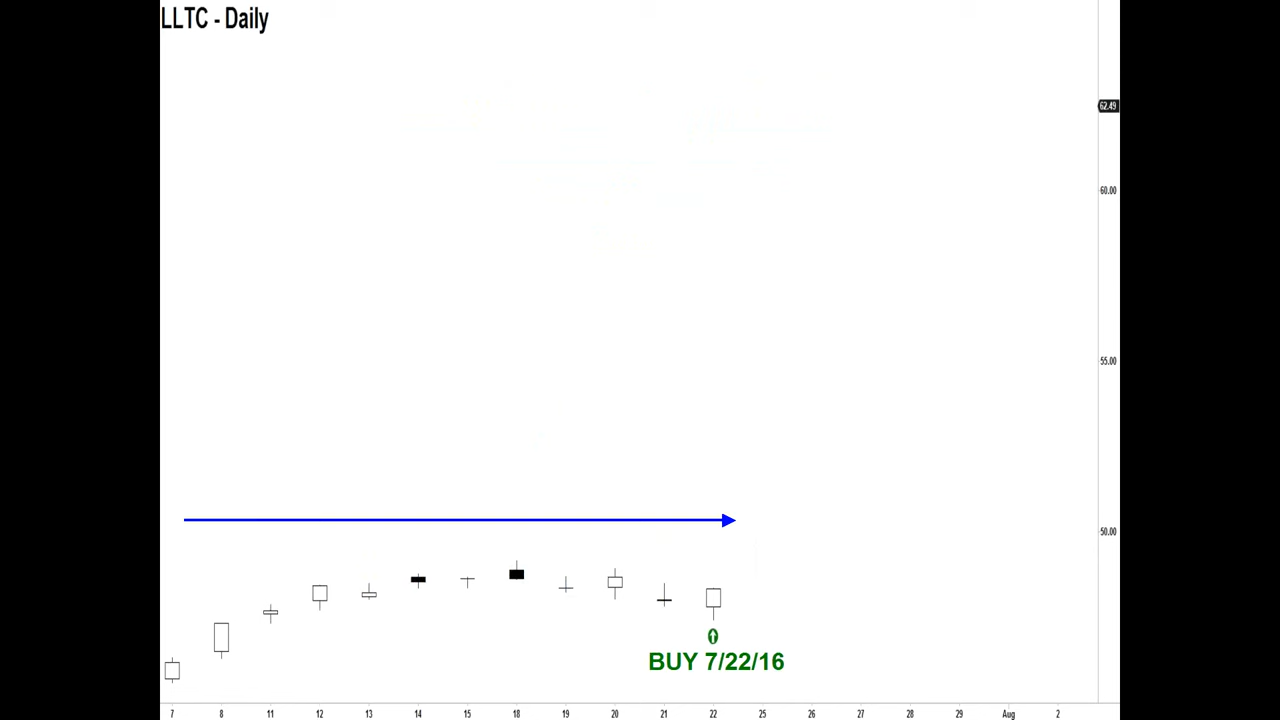 LLTC - Daily
62.49
60.00
55.00
50.00
BUY 7/22/16
7 8 11 12 13 14 15 18 19 20 21 22 25 26 27 28 29 Aug 2